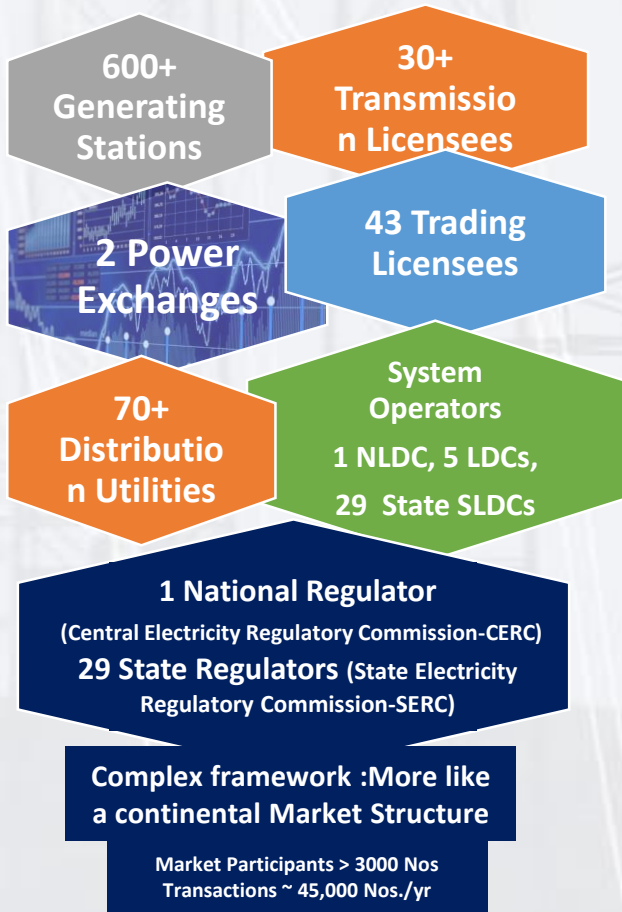 600+
Generating
Stations
30+
Transmissio
n Licensees
2 Power
Exchanges
43 Trading
Licensees
70+
Distributio
n Utilities
System
Operators
1 NLDC, 5 LDCs,
29 State SLDCs
1 National Regulator
(Central Electricity Regulatory Commission-CERC)
29 State Regulators (State Electricity
Regulatory Commission-SERC)
Complex framework :More like
a continental Market Structure
Market Participants > 3000 Nos
Transactions ~ 45,000 Nos./yr